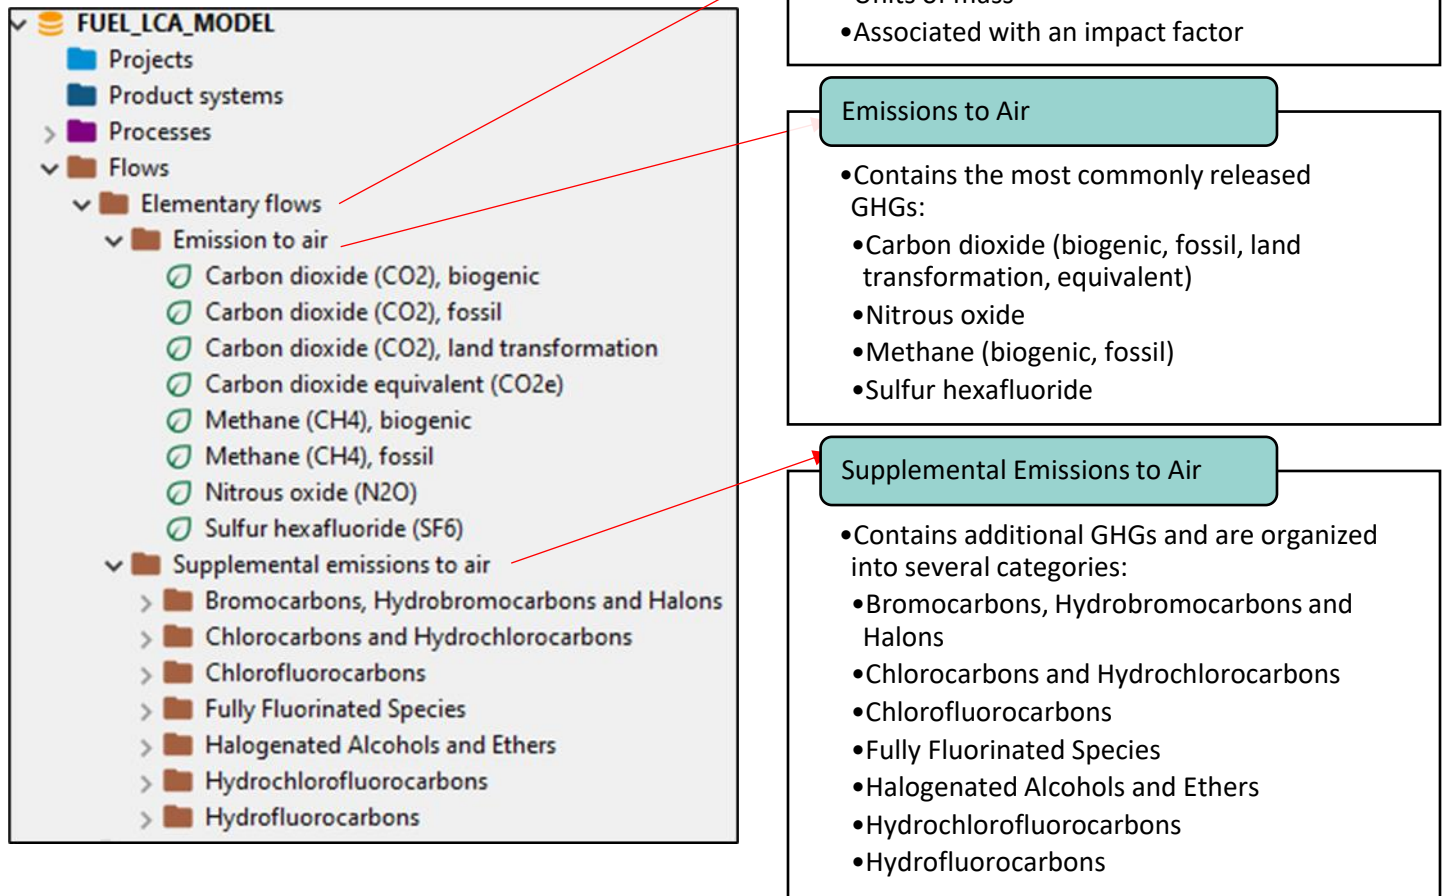 FUEL_LCA_MODEL
Projects
Product systems
Processes
Flows
Elementary flows
Emission to air
Carbon dioxide (CO2), biogenic
Carbon dioxide (CO2), fossil
Carbon dioxide (CO2), land transformation
Carbon dioxide equivalent (CO2e)
Methane (CH4), biogenic
Methane (CH4), fossil
Nitrous oxide (N2O)
Sulfur hexafluoride (SF6)
Supplemental emissions to air
Bromocarbons, Hydrobromocarbons and Halons
Chlorocarbons and Hydrochlorocarbons
Chlorofluorocarbons
Fully Fluorinated Species
Halogenated Alcohols and Ethers
Hydrochlorofluorocarbons
Hydrofluorocarbons
Units of mass
•Associated with an impact factor
Emissions to Air
•Contains the most commonly released
GHGs:
•Carbon dioxide (biogenic, fossil, land
transformation, equivalent)
•Nitrous oxide
•Methane (biogenic, fossil)
•Sulfur hexafluoride
Supplemental Emissions to Air
•Contains additional GHGs and are organized
into several categories:
•Bromocarbons, Hydrobromocarbons and
Halons
•Chlorocarbons and Hydrochlorocarbons
•Chlorofluorocarbons
•Fully Fluorinated Species
•Halogenated Alcohols and Ethers
•Hydrochlorofluorocarbons
•Hydrofluorocarbons